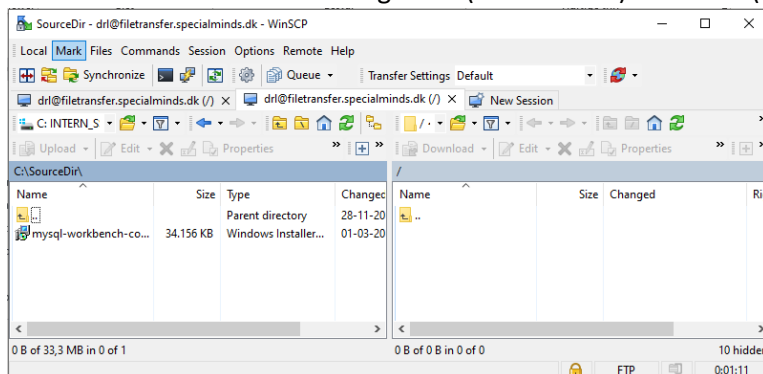 SourceDir - drl@filetransfer.specialminds.dk - WinSCP
Local Mark Files Commands Session Options Remote Help
Synchronize Queue Transfer Settings Default
drl@filetransfer.specialminds.dk (/) × drl@filetransfer.specialminds.dk (/) × New Session
C: INTERN_S / ·
Upload Edit Properties » Download Edit Properties »
C:\SourceDir\ /
Name Size Type Changed Name Size Changed Ri
.. Parent directory 28-11-20 ..
mysql-workbench-co... 34.156 KB Windows Installer... 01-03-20
0 B of 33,3 MB in 0 of 1 0 B of 0 B in 0 of 0 10 hidden
FTP 0:01:11